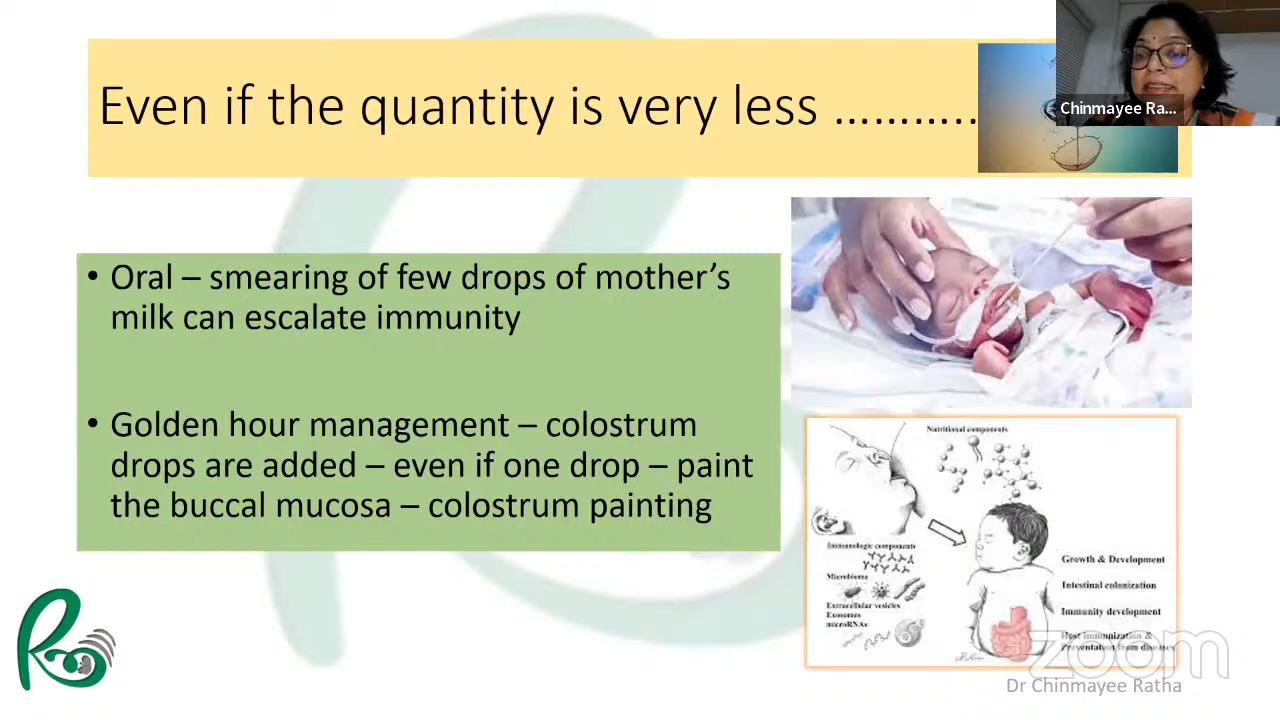 Even if the quantity is very less ………..
Chinmayee Ra...
• Oral – smearing of few drops of mother’s
milk can escalate immunity
• Golden hour management – colostrum
drops are added – even if one drop – paint
the buccal mucosa – colostrum painting
Nutritional components
Immunologic components
Microbiome
Extracellular vesicles
Exosomes
microRNAs
Growth & Development
Intestinal colonization
Immunity development
Host immunization &
Preventation from diseases
zoom
Dr Chinmayee Ratha